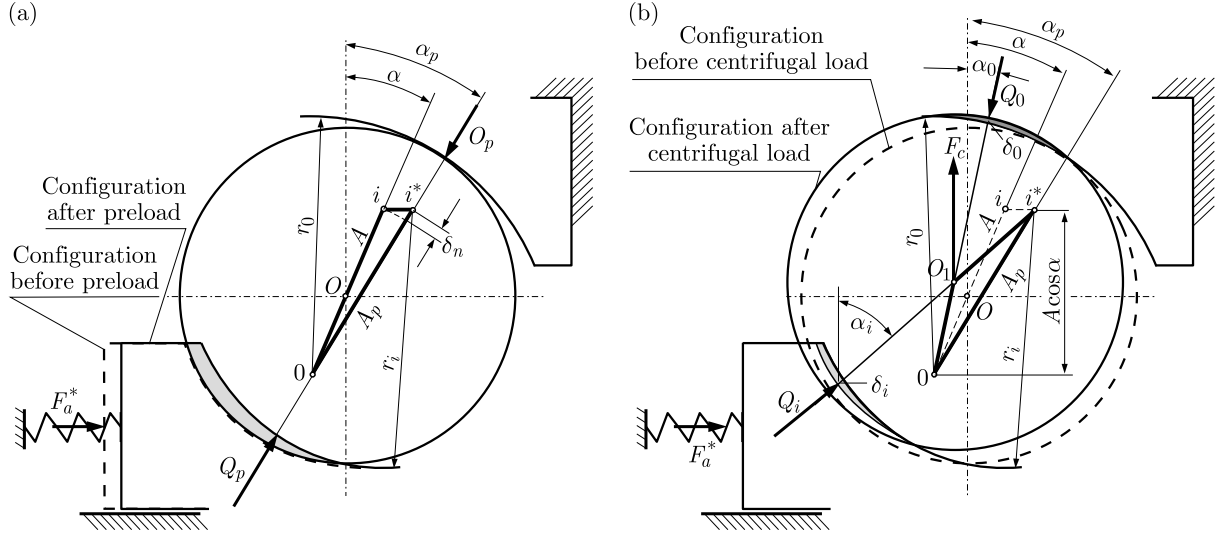 (a)
α_p
α
O_p
i
i*
r_0
A
δ_n
Configuration
after preload
Configuration
before preload
O
A_p
0
r_i
F_a^*
Q_p
(b)
Configuration
before centrifugal load
α_p
α
α_0
Q_0
Configuration after
centrifugal load
δ_0
F_c
i
i*
r_0
A
O_1
A_p
Acosα
O
α_i
r_i
0
δ_i
Q_i
F_a^*